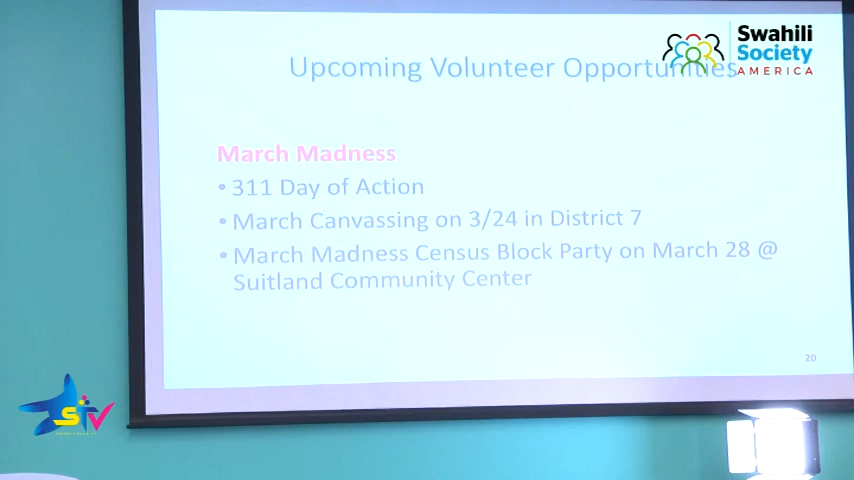 Swahili
Society
AMERICA
Upcoming Volunteer Opportunities
March Madness
• 311 Day of Action
• March Canvassing on 3/24 in District 7
• March Madness Census Block Party on March 28 @
Suitland Community Center
20
STV